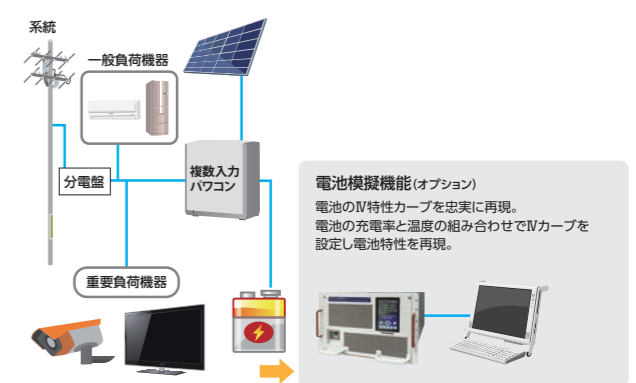 系統
一般負荷機器
分電盤
複数入力
パワコン
重要負荷機器
電池模擬機能(オプション)
電池のⅣ特性カーブを忠実に再現。
電池の充電率と温度の組み合わせでⅣカーブを
設定し電池特性を再現。